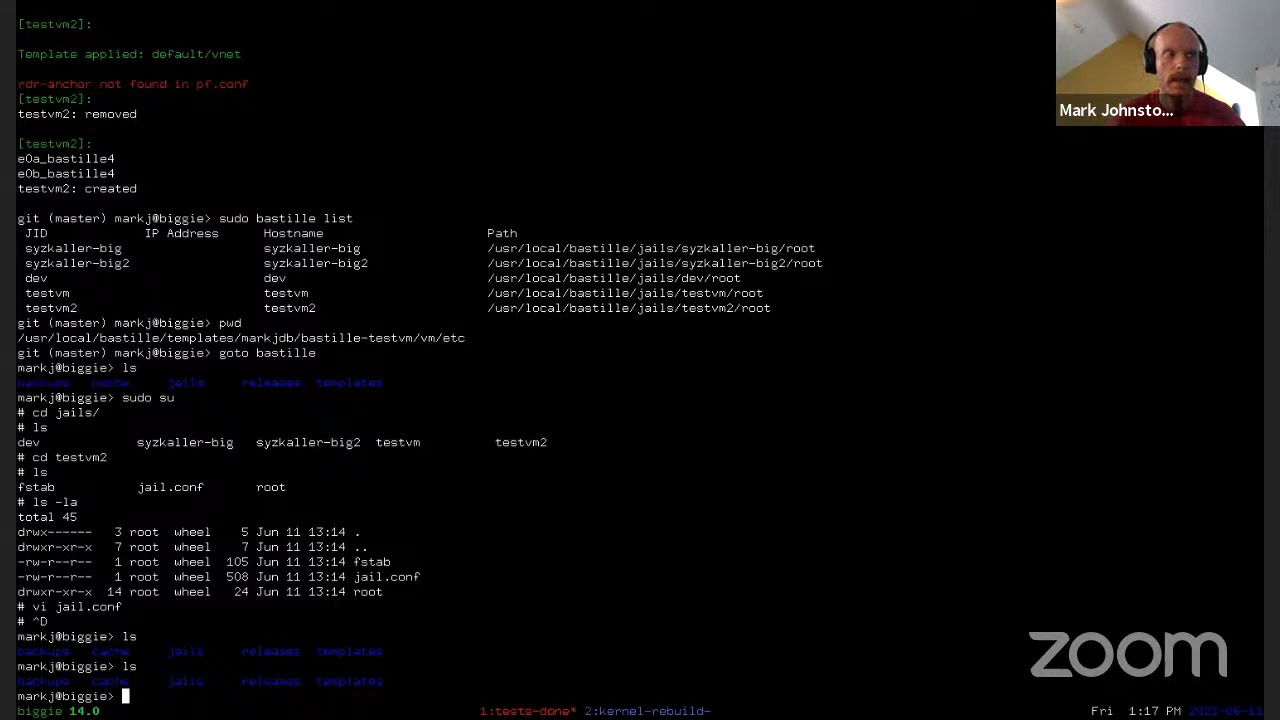 [testvm2]:
Template applied: default/vnet
rdr-anchor not found in pf.conf
[testvm2]:
testvm2: removed
[testvm2]:
e0a_bastille4
e0b_bastille4
testvm2: created
git (master) markj@biggie> sudo bastille list
JID IP Address Hostname Path
syzkaller-big syzkaller-big /usr/local/bastille/jails/syzkaller-big/root
syzkaller-big2 syzkaller-big2 /usr/local/bastille/jails/syzkaller-big2/root
dev dev /usr/local/bastille/jails/dev/root
testvm testvm /usr/local/bastille/jails/testvm/root
testvm2 testvm2 /usr/local/bastille/jails/testvm2/root
git (master) markj@biggie> pwd
/usr/local/bastille/templates/markjdb/bastille-testvm/vm/etc
git (master) markj@biggie> goto bastille
markj@biggie> ls
backups cache jails releases templates
markj@biggie> sudo su
# cd jails/
# ls
dev syzkaller-big syzkaller-big2 testvm testvm2
# cd testvm2
# ls
fstab jail.conf root
# ls -la
total 45
drwx------ 3 root wheel 5 Jun 11 13:14 .
drwxr-xr-x 7 root wheel 7 Jun 11 13:14 ..
-rw-r--r-- 1 root wheel 105 Jun 11 13:14 fstab
-rw-r--r-- 1 root wheel 508 Jun 11 13:14 jail.conf
drwxr-xr-x 14 root wheel 24 Jun 11 13:14 root
# vi jail.conf
# ^D
markj@biggie> ls
backups cache jails releases templates
markj@biggie> ls
backups cache jails releases templates
markj@biggie>
biggie 14.0 1:tests-done* 2:kernel-rebuild- Fri 1:17 PM 2021-06-11
Mark Johnsto...
zoom